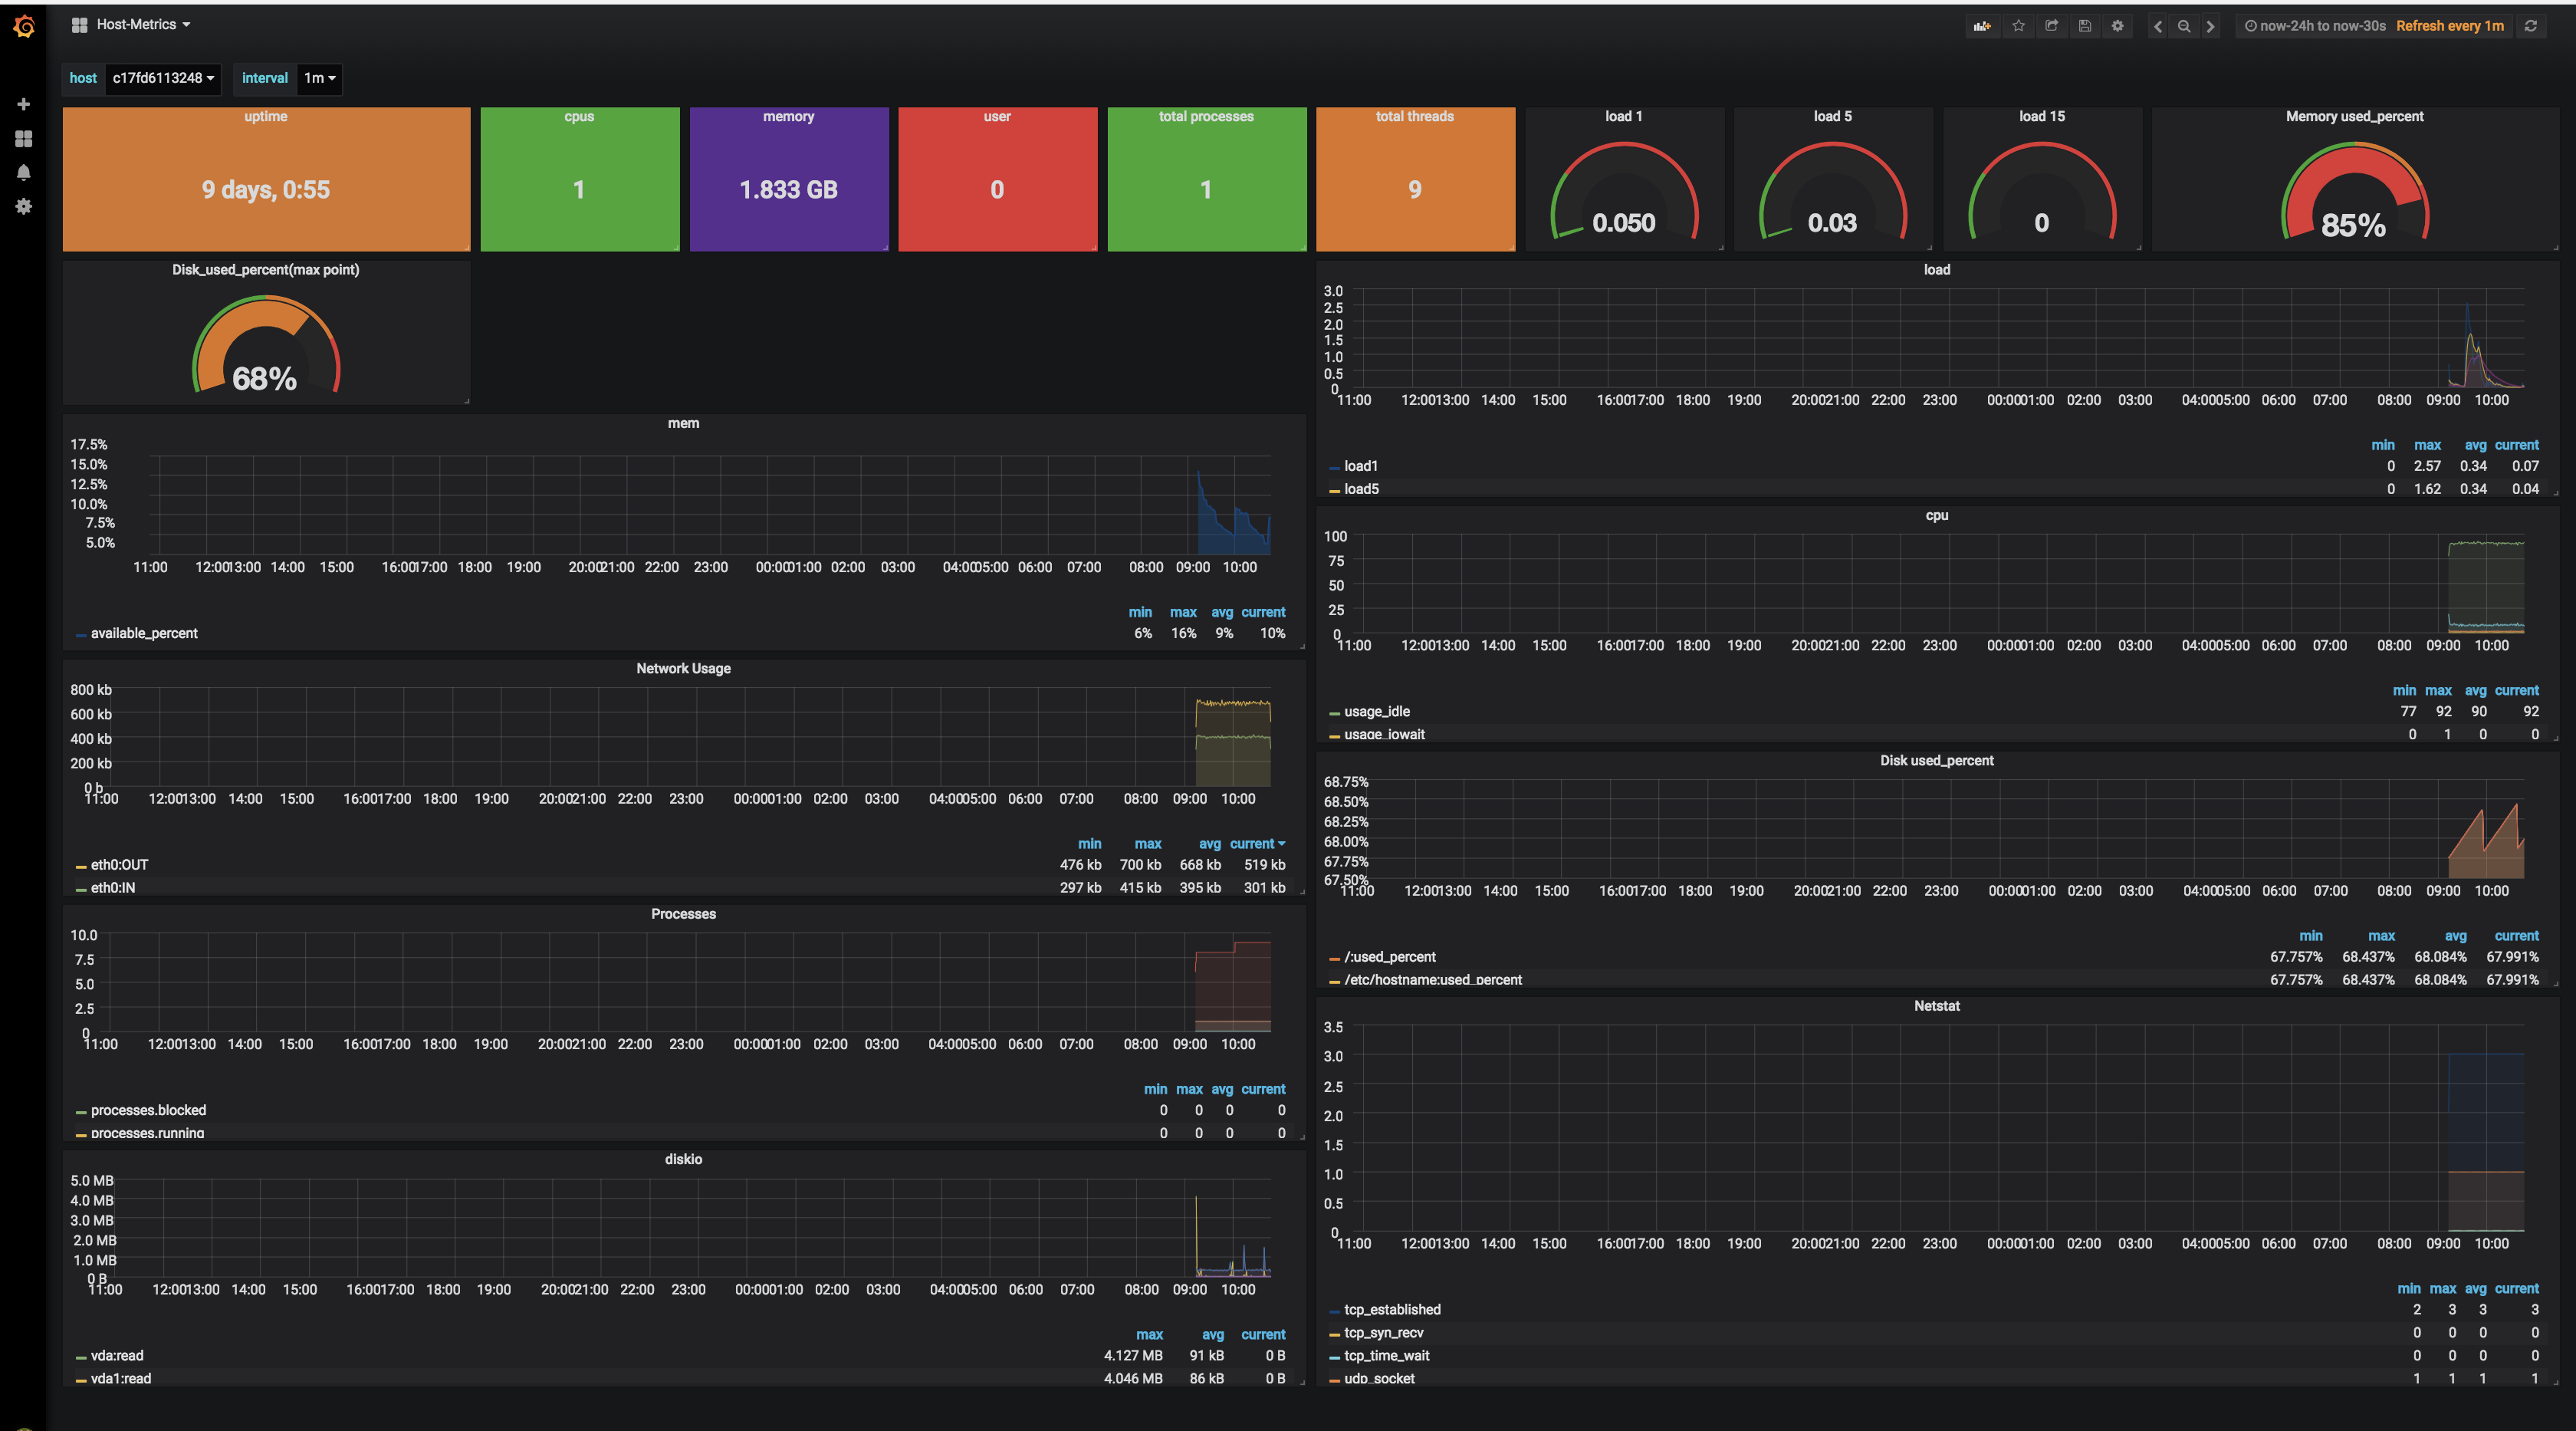 Host-Metrics
now-24h to now-30s Refresh every 1m
host c17fd6113248 interval 1m
uptime
9 days, 0:55
cpus
1
memory
1.833 GB
user
0
total processes
1
total threads
9
load 1
0.050
load 5
0.03
load 15
0
Memory used_percent
85%
Disk_used_percent(max point)
68%
load
3.0
2.5
2.0
1.5
1.0
0.5
0
11:00 12:00 13:00 14:00 15:00 16:00 17:00 18:00 19:00 20:00 21:00 22:00 23:00 00:00 01:00 02:00 03:00 04:00 05:00 06:00 07:00 08:00 09:00 10:00
min max avg current
load1 0 2.57 0.34 0.07
load5 0 1.62 0.34 0.04
mem
17.5%
15.0%
12.5%
10.0%
7.5%
5.0%
11:00 12:00 13:00 14:00 15:00 16:00 17:00 18:00 19:00 20:00 21:00 22:00 23:00 00:00 01:00 02:00 03:00 04:00 05:00 06:00 07:00 08:00 09:00 10:00
min max avg current
available_percent 6% 16% 9% 10%
cpu
100
75
50
25
0
11:00 12:00 13:00 14:00 15:00 16:00 17:00 18:00 19:00 20:00 21:00 22:00 23:00 00:00 01:00 02:00 03:00 04:00 05:00 06:00 07:00 08:00 09:00 10:00
min max avg current
usage_idle 77 92 90 92
usage_iowait 0 1 0 0
Network Usage
800 kb
600 kb
400 kb
200 kb
0 b
11:00 12:00 13:00 14:00 15:00 16:00 17:00 18:00 19:00 20:00 21:00 22:00 23:00 00:00 01:00 02:00 03:00 04:00 05:00 06:00 07:00 08:00 09:00 10:00
min max avg current
eth0:OUT 476 kb 700 kb 668 kb 519 kb
eth0:IN 297 kb 415 kb 395 kb 301 kb
Disk used_percent
68.75%
68.50%
68.25%
68.00%
67.75%
67.50%
11:00 12:00 13:00 14:00 15:00 16:00 17:00 18:00 19:00 20:00 21:00 22:00 23:00 00:00 01:00 02:00 03:00 04:00 05:00 06:00 07:00 08:00 09:00 10:00
min max avg current
/:used_percent 67.757% 68.437% 68.084% 67.991%
/etc/hostname:used_percent 67.757% 68.437% 68.084% 67.991%
Processes
10.0
7.5
5.0
2.5
0
11:00 12:00 13:00 14:00 15:00 16:00 17:00 18:00 19:00 20:00 21:00 22:00 23:00 00:00 01:00 02:00 03:00 04:00 05:00 06:00 07:00 08:00 09:00 10:00
min max avg current
processes.blocked 0 0 0 0
processes.running 0 0 0 0
Netstat
3.5
3.0
2.5
2.0
1.5
1.0
0.5
0
11:00 12:00 13:00 14:00 15:00 16:00 17:00 18:00 19:00 20:00 21:00 22:00 23:00 00:00 01:00 02:00 03:00 04:00 05:00 06:00 07:00 08:00 09:00 10:00
min max avg current
tcp_established 2 3 3 3
tcp_syn_recv 0 0 0 0
tcp_time_wait 0 0 0 0
udp_socket 1 1 1 1
diskio
5.0 MB
4.0 MB
3.0 MB
2.0 MB
1.0 MB
0 B
11:00 12:00 13:00 14:00 15:00 16:00 17:00 18:00 19:00 20:00 21:00 22:00 23:00 00:00 01:00 02:00 03:00 04:00 05:00 06:00 07:00 08:00 09:00 10:00
max avg current
vda:read 4.127 MB 91 kB 0 B
vda1:read 4.046 MB 86 kB 0 B